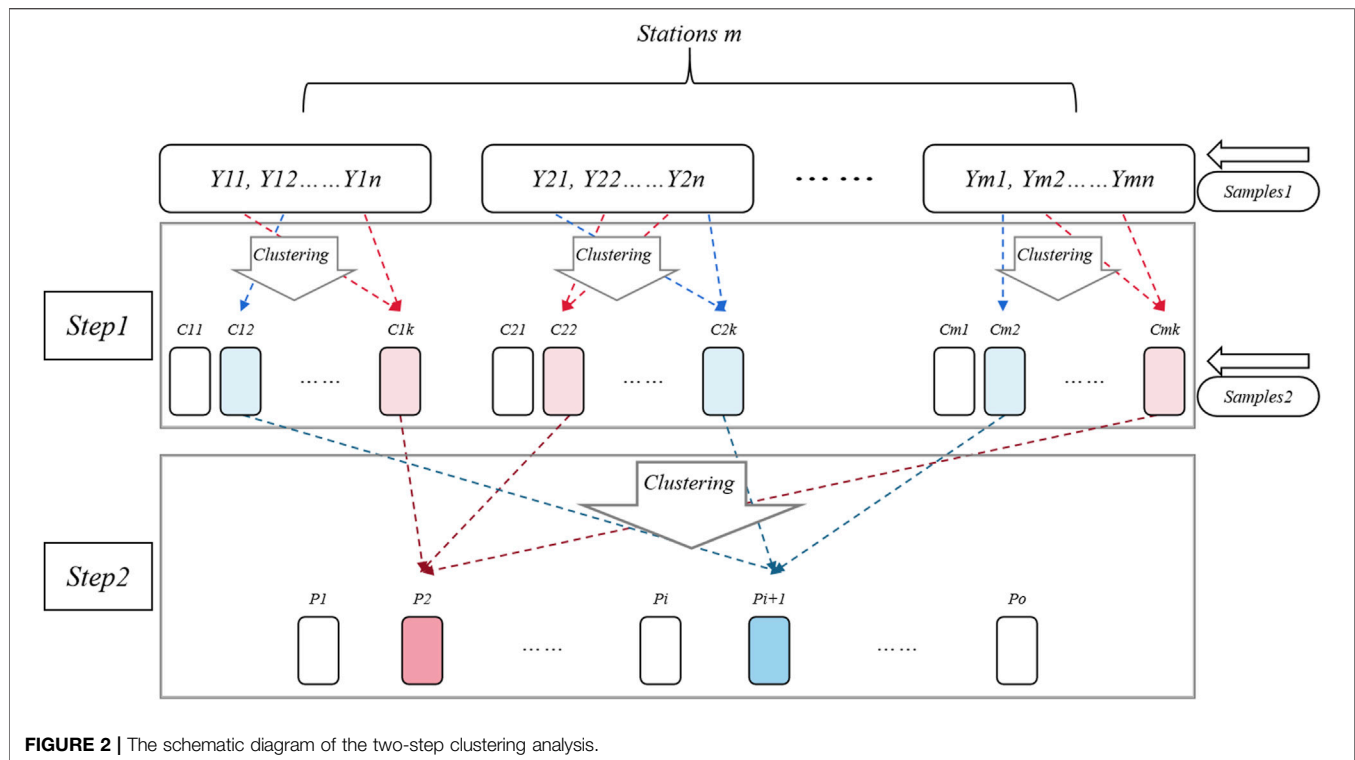 Stations m
Y11, Y12……Y1n
Y21, Y22……Y2n
……
Ym1, Ym2……Ymn
Samples1
Clustering
Clustering
Clustering
Step1
C11
C12
C1k
C21
C22
C2k
Cm1
Cm2
Cmk
……
……
……
Samples2
Clustering
Step2
P1
P2
Pi
Pi+1
Po
……
……
FIGURE 2 | The schematic diagram of the two-step clustering analysis.